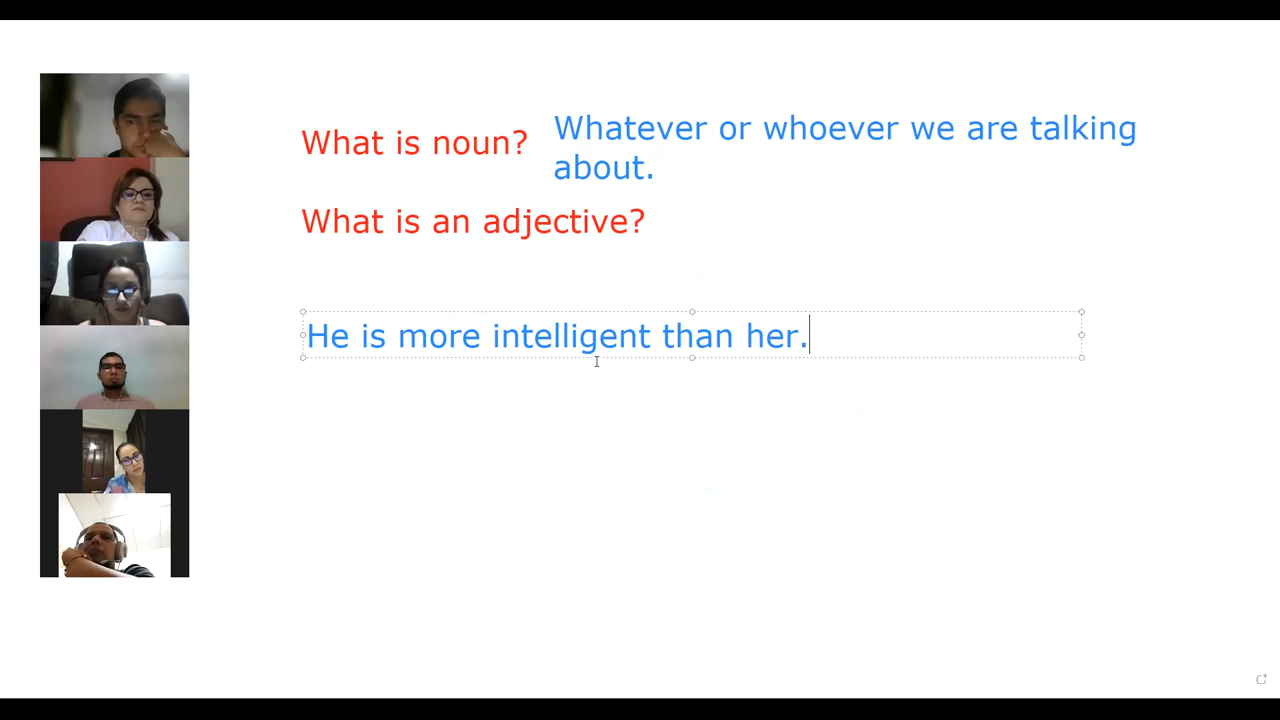 What is noun?
Whatever or whoever we are talking
about.
What is an adjective?
He is more intelligent than her.